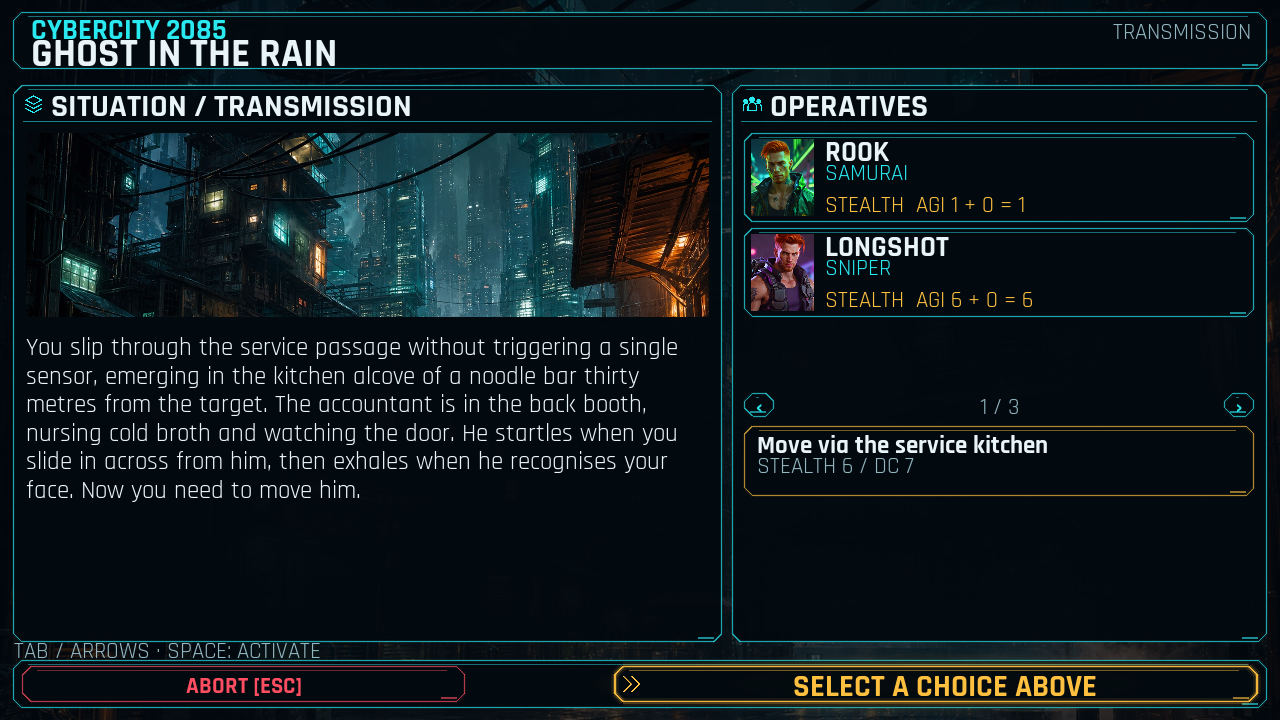 CYBERCITY 2085
GHOST IN THE RAIN
TRANSMISSION
SITUATION / TRANSMISSION
You slip through the service passage without triggering a single
sensor, emerging in the kitchen alcove of a noodle bar thirty
metres from the target. The accountant is in the back booth,
nursing cold broth and watching the door. He startles when you
slide in across from him, then exhales when he recognises your
face. Now you need to move him.
OPERATIVES
ROOK
SAMURAI
STEALTH AGI 1 + 0 = 1
LONGSHOT
SNIPER
STEALTH AGI 6 + 0 = 6
‹ 1 / 3 ›
Move via the service kitchen
STEALTH 6 / DC 7
TAB / ARROWS · SPACE: ACTIVATE
ABORT [ESC]
SELECT A CHOICE ABOVE